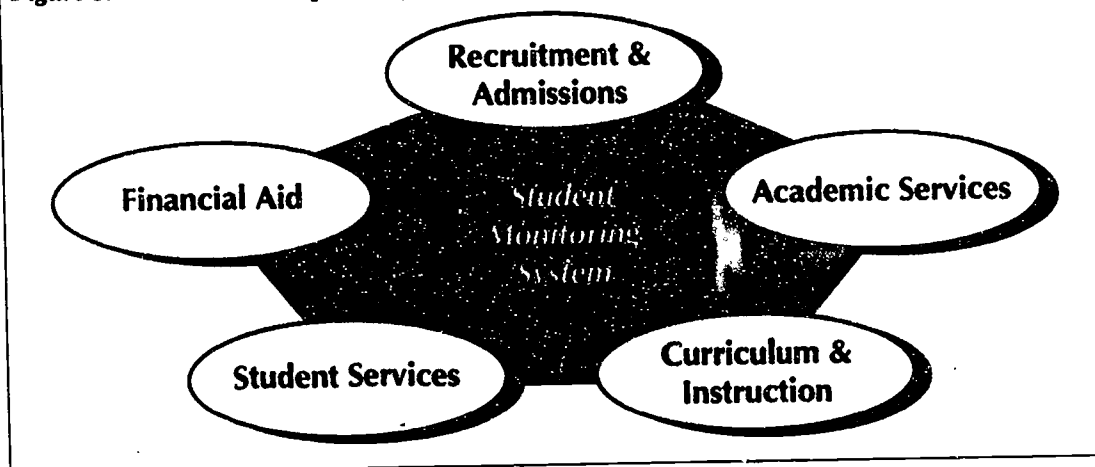 Recruitment &
Admissions
Financial Aid
Academic Services
Student
Monitoring
System
Student Services
Curriculum &
Instruction